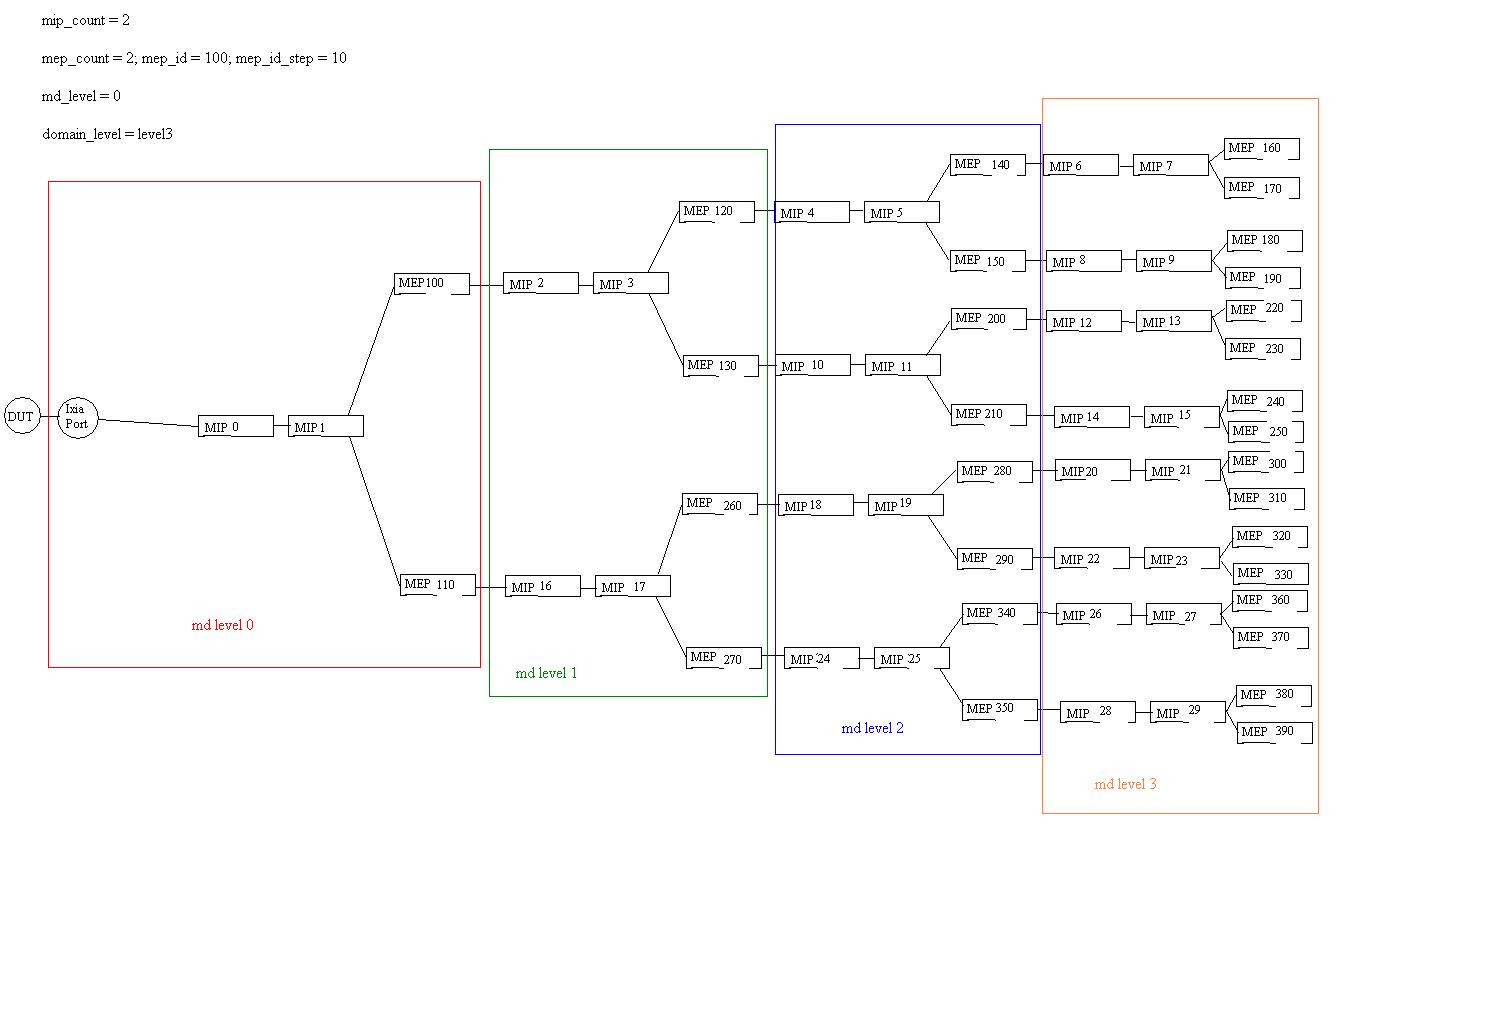 mip_count = 2
mep_count = 2; mep_id = 100; mep_id_step = 10
md_level = 0
domain_level = level3
DUT
Ixia
Port
MIP 0
MIP 1
MEP 100
MEP 110
md level 0
MIP 2
MIP 3
MEP 120
MEP 130
MIP 16
MIP 17
MEP 260
MEP 270
md level 1
MIP 4
MIP 5
MEP 140
MEP 150
MIP 10
MIP 11
MEP 200
MEP 210
MIP 18
MIP 19
MEP 280
MEP 290
MIP 24
MIP 25
MEP 340
MEP 350
md level 2
MIP 6
MIP 7
MEP 160
MEP 170
MIP 8
MIP 9
MEP 180
MEP 190
MIP 12
MIP 13
MEP 220
MEP 230
MIP 14
MIP 15
MEP 240
MEP 250
MIP 20
MIP 21
MEP 300
MEP 310
MIP 22
MIP 23
MEP 320
MEP 330
MIP 26
MIP 27
MEP 360
MEP 370
MIP 28
MIP 29
MEP 380
MEP 390
md level 3